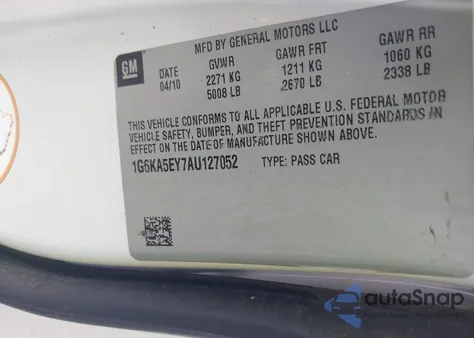 MFD BY GENERAL MOTORS LLC
GM
DATE GVWR GAWR FRT GAWR RR
04/10 2271 KG 1211 KG 1060 KG
5008 LB 2670 LB 2338 LB
THIS VEHICLE CONFORMS TO ALL APPLICABLE U.S. FEDERAL MOTOR
VEHICLE SAFETY, BUMPER, AND THEFT PREVENTION STANDARDS IN
EFFECT ON THE DATE OF MANUFACTURE SHOWN ABOVE.
1G6KA5EY7AU127052 TYPE: PASS CAR
autoSnap